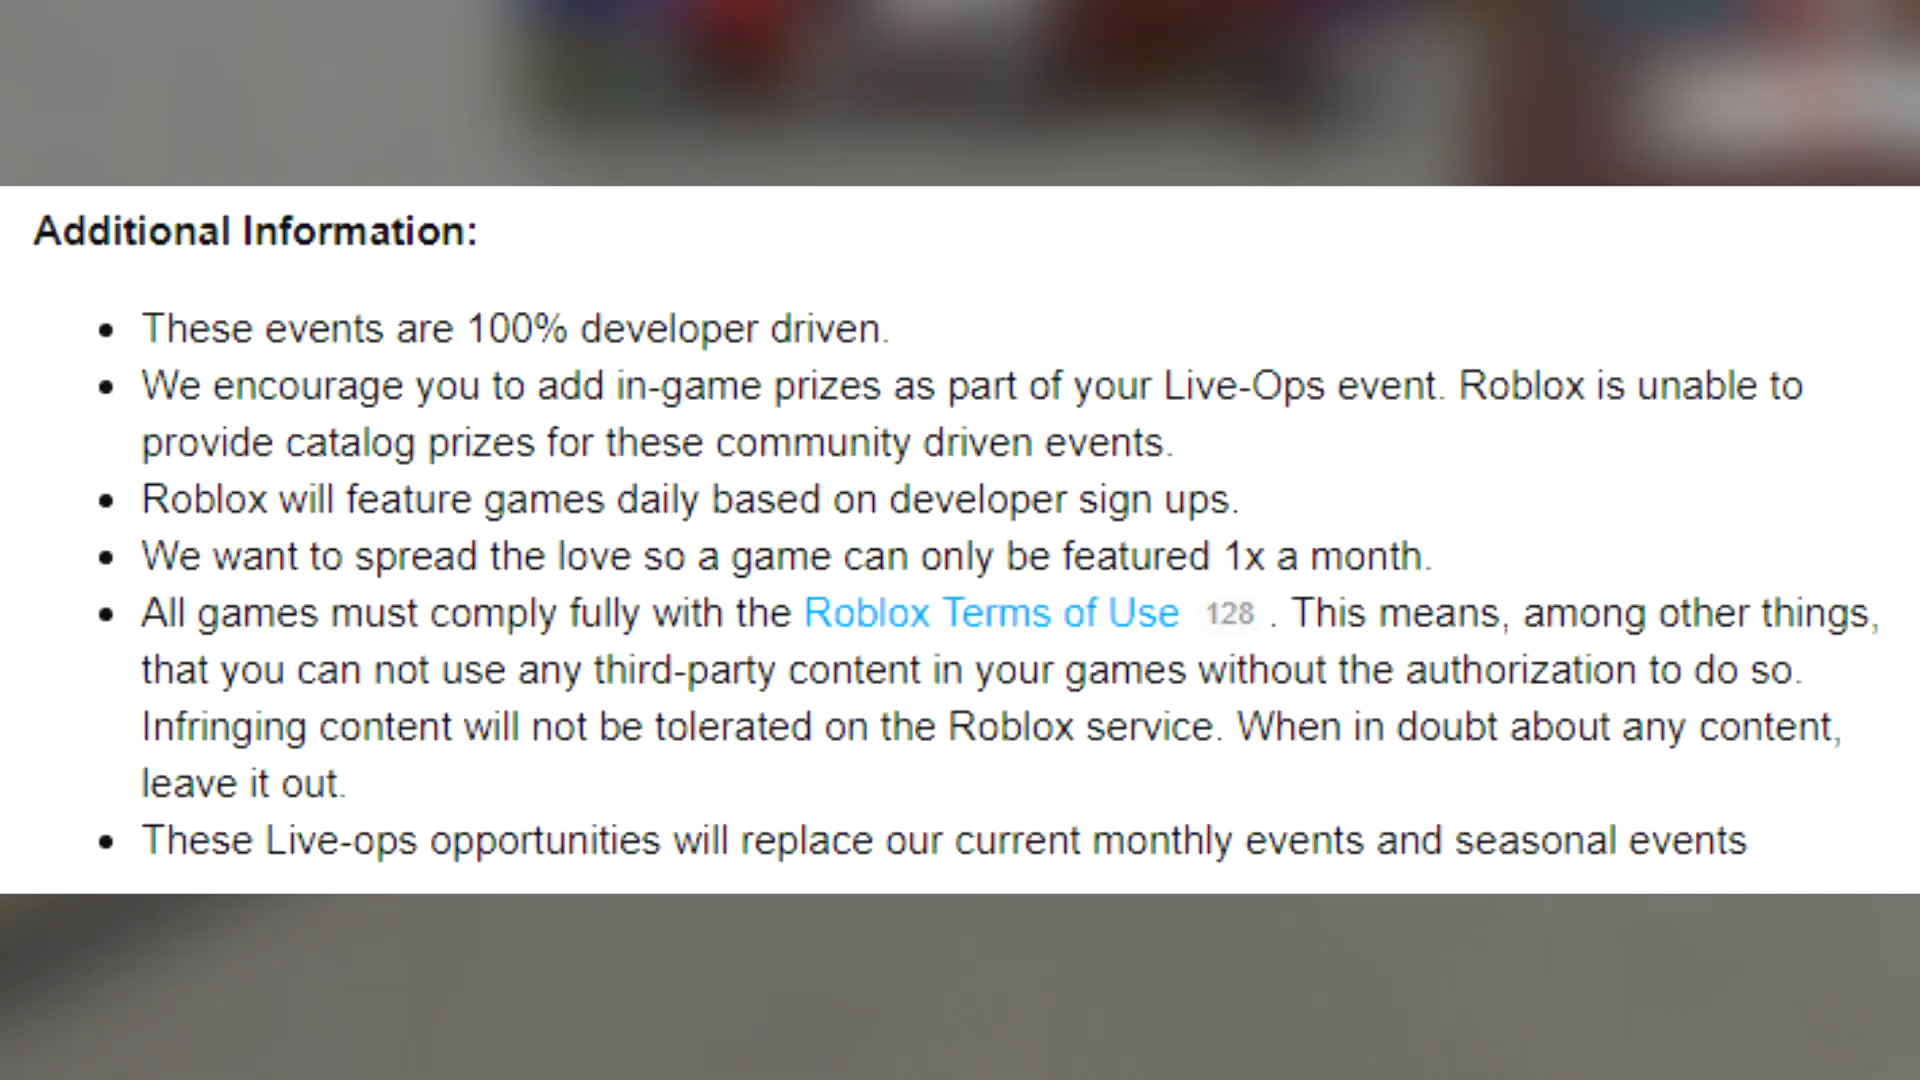 Additional Information:
• These events are 100% developer driven.
• We encourage you to add in-game prizes as part of your Live-Ops event. Roblox is unable to
provide catalog prizes for these community driven events.
• Roblox will feature games daily based on developer sign ups.
• We want to spread the love so a game can only be featured 1x a month.
• All games must comply fully with the Roblox Terms of Use 128 . This means, among other things,
that you can not use any third-party content in your games without the authorization to do so.
Infringing content will not be tolerated on the Roblox service. When in doubt about any content,
leave it out.
• These Live-ops opportunities will replace our current monthly events and seasonal events